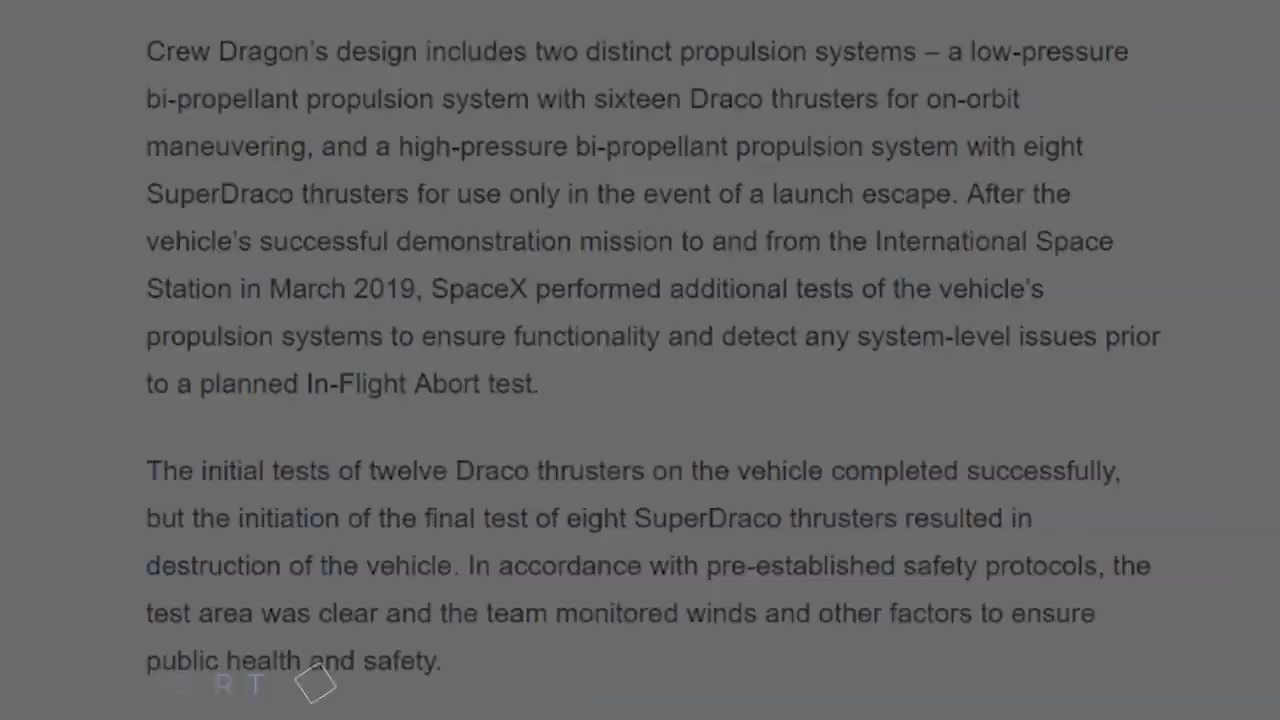 Crew Dragon's design includes two distinct propulsion systems – a low-pressure
bi-propellant propulsion system with sixteen Draco thrusters for on-orbit
maneuvering, and a high-pressure bi-propellant propulsion system with eight
SuperDraco thrusters for use only in the event of a launch escape. After the
vehicle's successful demonstration mission to and from the International Space
Station in March 2019, SpaceX performed additional tests of the vehicle's
propulsion systems to ensure functionality and detect any system-level issues prior
to a planned In-Flight Abort test.
The initial tests of twelve Draco thrusters on the vehicle completed successfully,
but the initiation of the final test of eight SuperDraco thrusters resulted in
destruction of the vehicle. In accordance with pre-established safety protocols, the
test area was clear and the team monitored winds and other factors to ensure
public health and safety.
R T